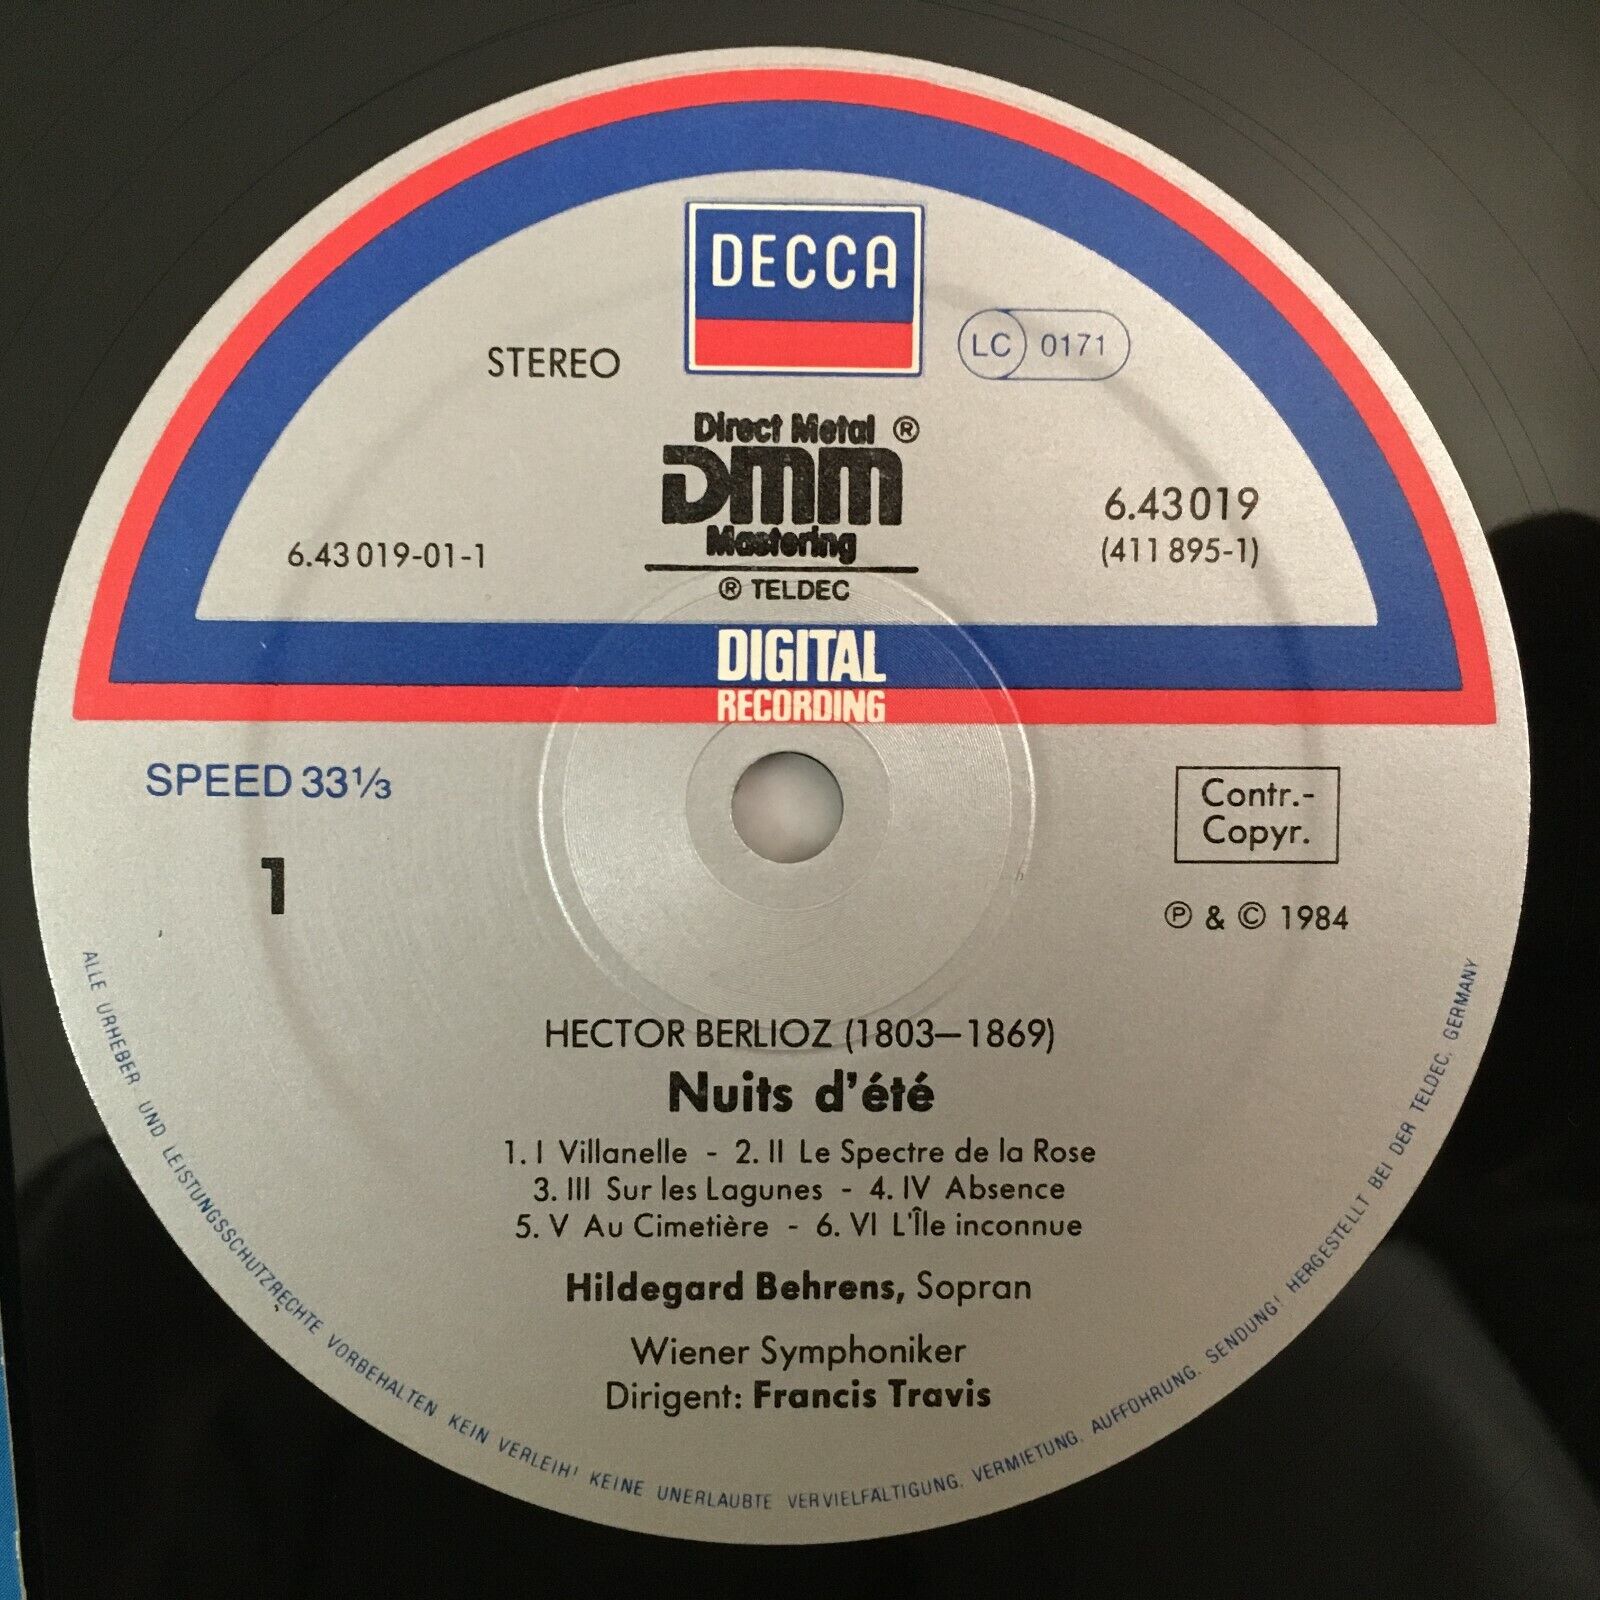 DECCA
STEREO
LC 0171
Direct Metal ®
DMM
Mastering
® TELDEC
6.43 019-01-1
6.43 019
(411 895-1)
DIGITAL
RECORDING
SPEED 33⅓
1
Contr.-
Copyr.
℗ & © 1984
HECTOR BERLIOZ (1803–1869)
Nuits d'été
1. I Villanelle - 2. II Le Spectre de la Rose
3. III Sur les Lagunes - 4. IV Absence
5. V Au Cimetière - 6. VI L'Île inconnue
Hildegard Behrens, Sopran
Wiener Symphoniker
Dirigent: Francis Travis
ALLE URHEBER UND LEISTUNGSSCHUTZRECHTE VORBEHALTEN KEIN VERLEIH! KEINE UNERLAUBTE VERVIELFÄLTIGUNG, VERMIETUNG, AUFFÜHRUNG, SENDUNG! HERGESTELLT BEI DER TELDEC, GERMANY